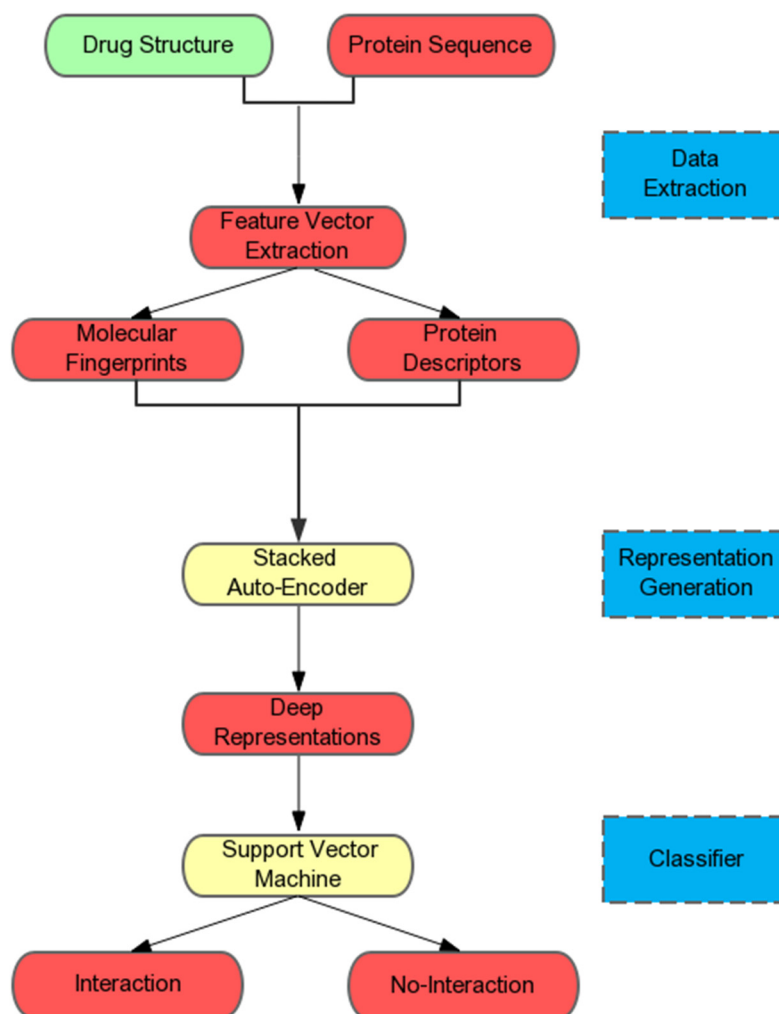 Drug Structure
Protein Sequence
Data
Extraction
Feature Vector
Extraction
Molecular
Fingerprints
Protein
Descriptors
Stacked
Auto-Encoder
Representation
Generation
Deep
Representations
Support Vector
Machine
Classifier
Interaction
No-Interaction